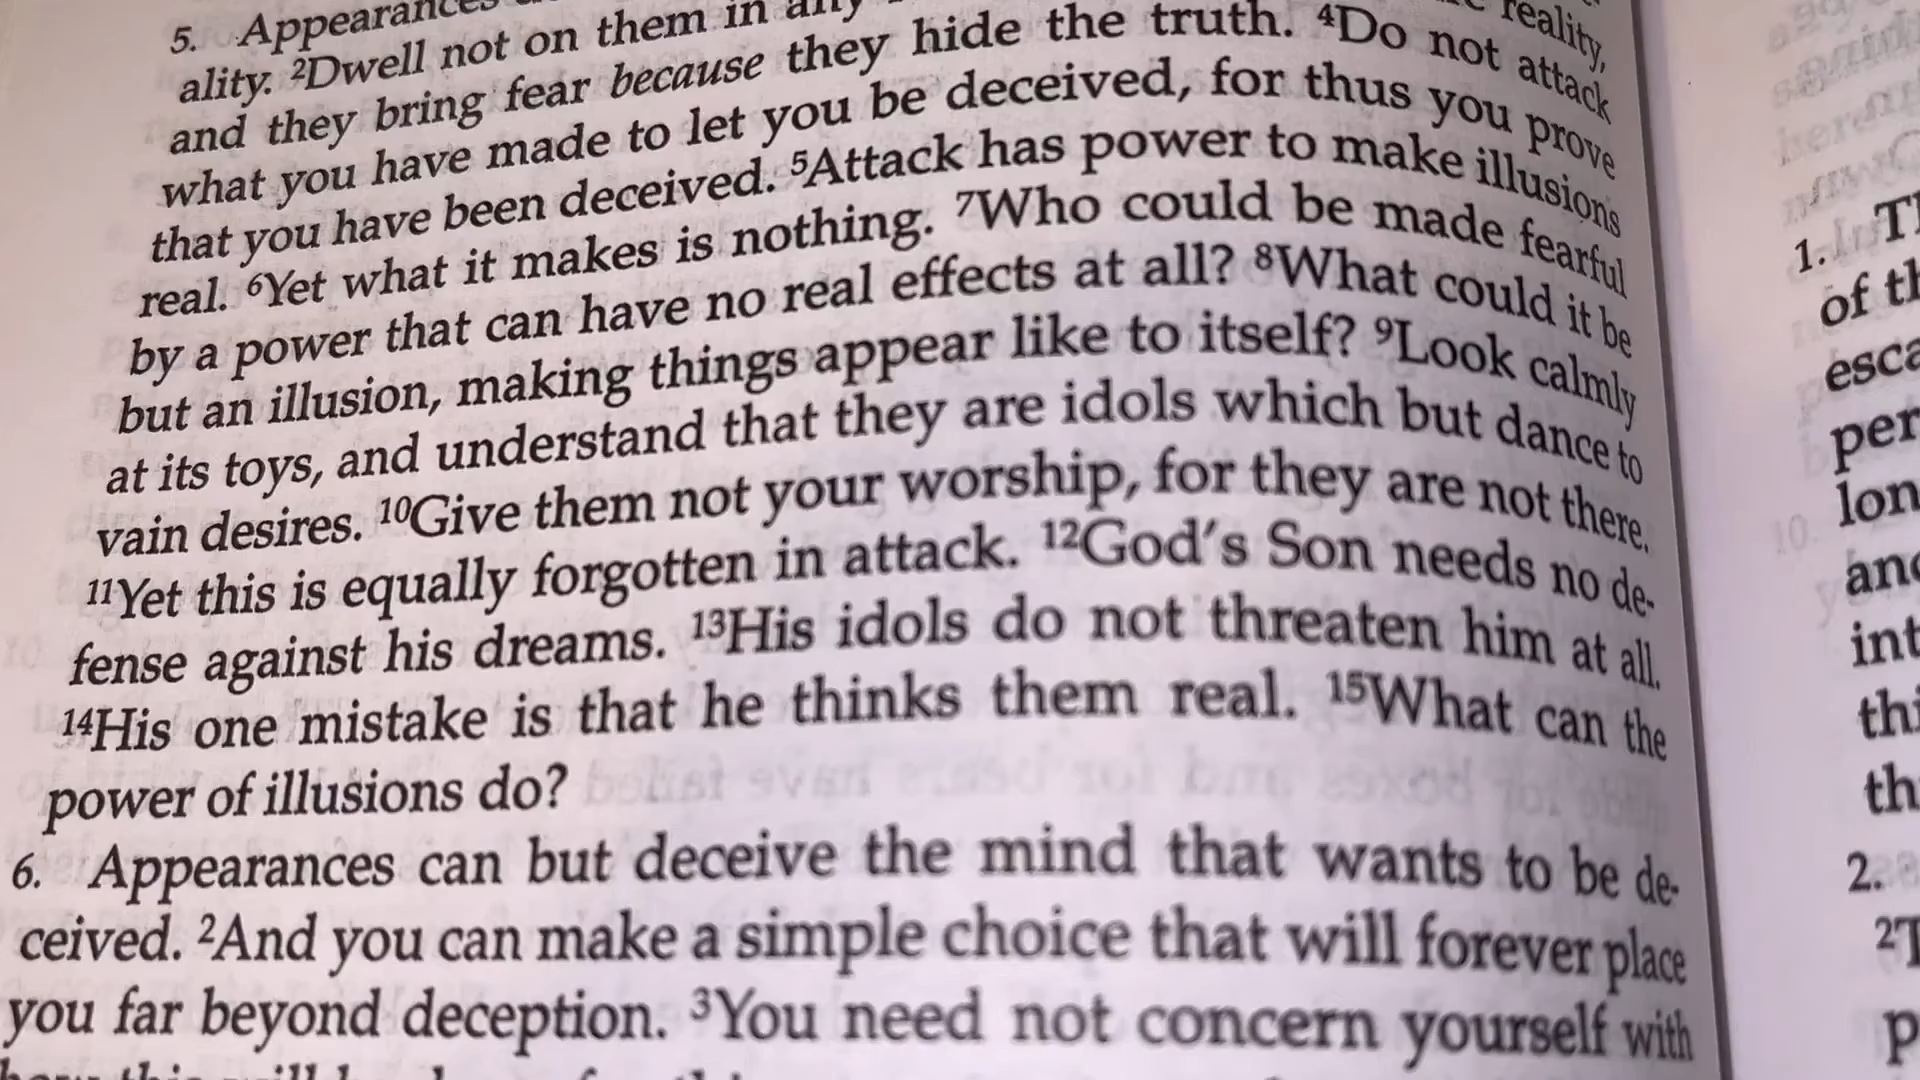 5. Appearances
ality. ²Dwell not on them in any reality,
and they bring fear because they hide the truth. ⁴Do not attack
what you have made to let you be deceived, for thus you prove
that you have been deceived. ⁵Attack has power to make illusions
real. ⁶Yet what it makes is nothing. ⁷Who could be made fearful
by a power that can have no real effects at all? ⁸What could it be
but an illusion, making things appear like to itself? ⁹Look calmly
at its toys, and understand that they are idols which but dance to
vain desires. ¹⁰Give them not your worship, for they are not there.
¹¹Yet this is equally forgotten in attack. ¹²God's Son needs no de-
fense against his dreams. ¹³His idols do not threaten him at all.
¹⁴His one mistake is that he thinks them real. ¹⁵What can the
power of illusions do?
6. Appearances can but deceive the mind that wants to be de-
ceived. ²And you can make a simple choice that will forever place
you far beyond deception. ³You need not concern yourself with
1.
of
2.